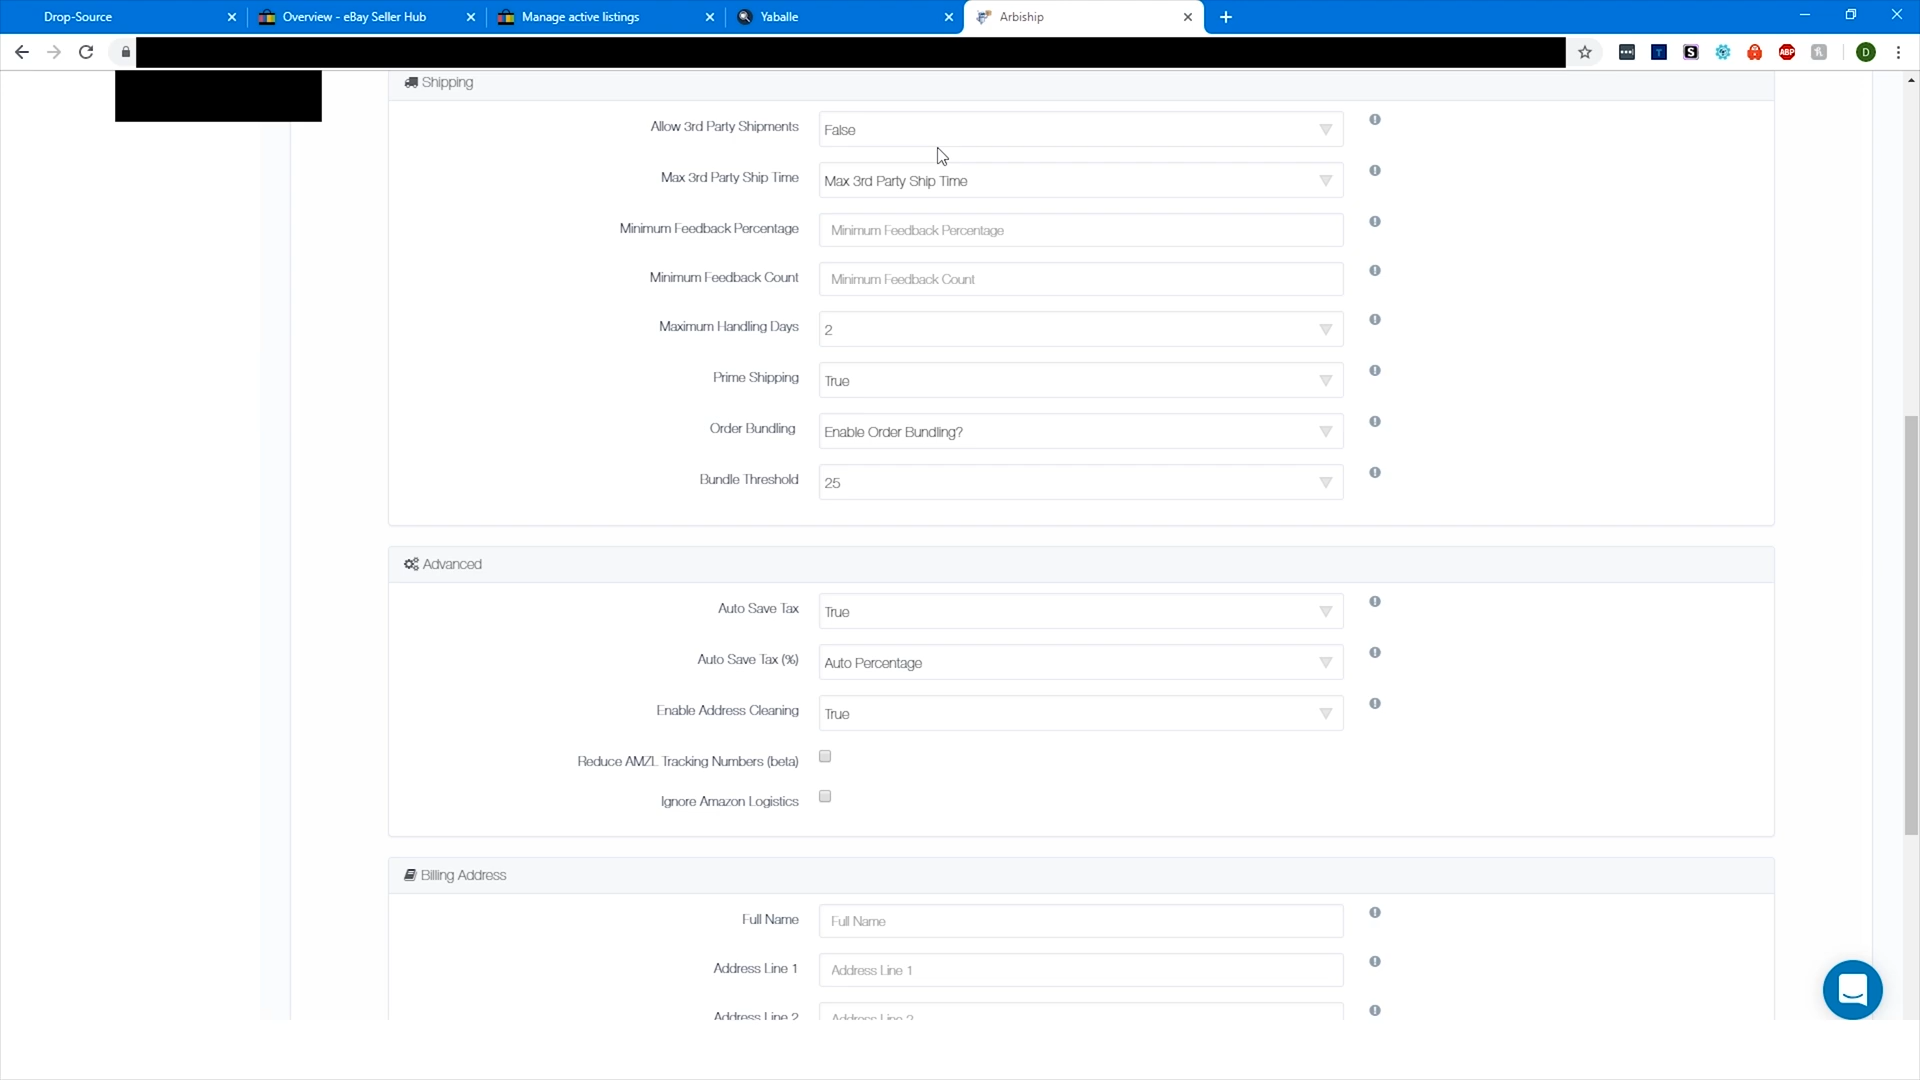 Drop-Source
Overview - eBay Seller Hub
Manage active listings
Yaballe
Arbiship
T
S
ABP
D
Shipping
Allow 3rd Party Shipments
False
Max 3rd Party Ship Time
Max 3rd Party Ship Time
Minimum Feedback Percentage
Minimum Feedback Percentage
Minimum Feedback Count
Minimum Feedback Count
Maximum Handling Days
2
Prime Shipping
True
Order Bundling
Enable Order Bundling?
Bundle Threshold
25
Advanced
Auto Save Tax
True
Auto Save Tax (%)
Auto Percentage
Enable Address Cleaning
True
Reduce AMZL Tracking Numbers (beta)
Ignore Amazon Logistics
Billing Address
Full Name
Full Name
Address Line 1
Address Line 1
Address Line 2
Address Line 2